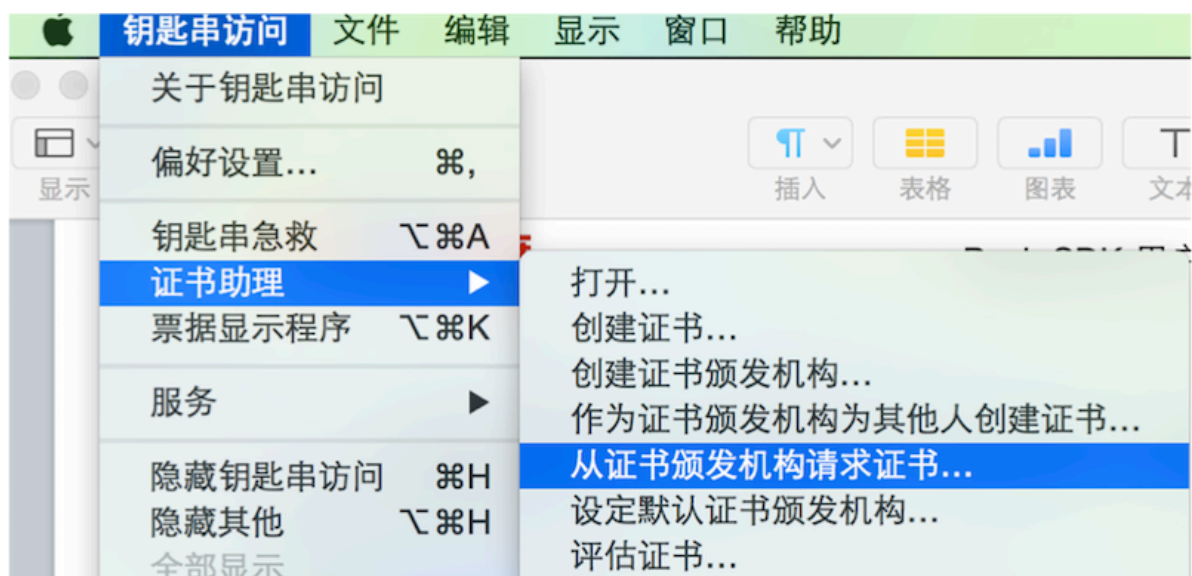 钥匙串访问 文件 编辑 显示 窗口 帮助
关于钥匙串访问
偏好设置... ⌘,
钥匙串急救 ⌥⌘A
证书助理 ▶
票据显示程序 ⌥⌘K
服务 ▶
隐藏钥匙串访问 ⌘H
隐藏其他 ⌥⌘H
全部显示
显示
插入
表格
图表
文本
打开...
创建证书...
创建证书颁发机构...
作为证书颁发机构为其他人创建证书...
从证书颁发机构请求证书...
设定默认证书颁发机构...
评估证书...